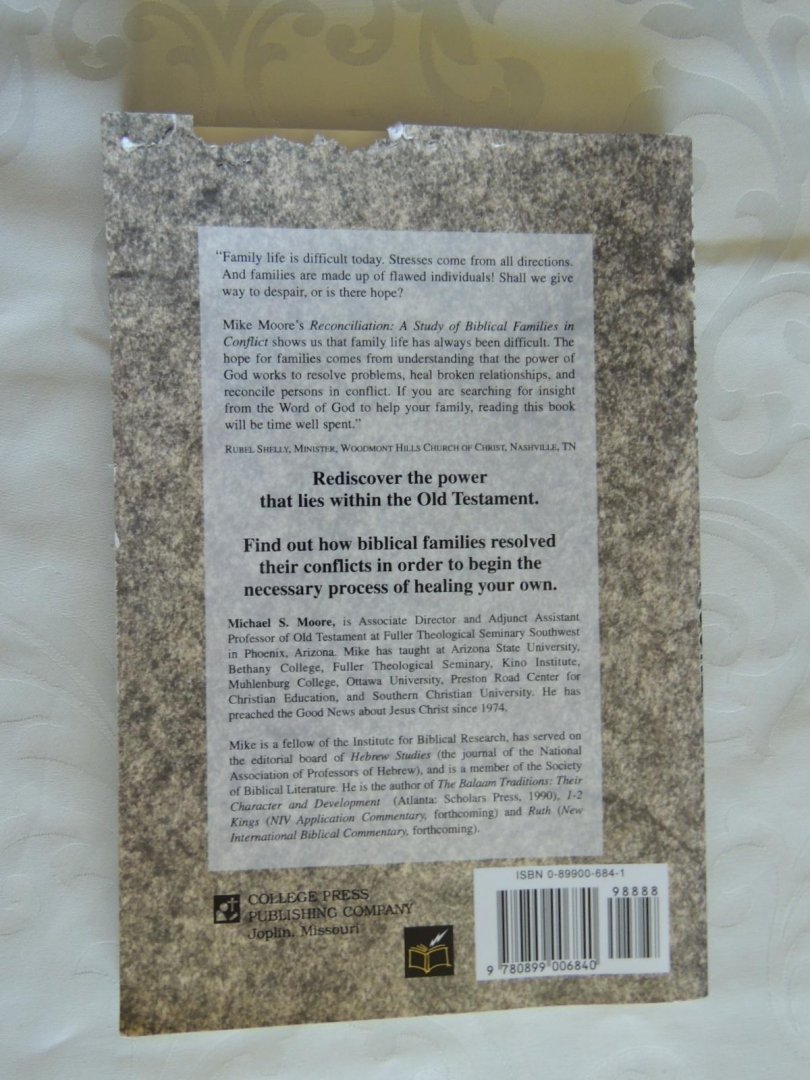 “Family life is difficult today. Stresses come from all directions.
And families are made up of flawed individuals! Shall we give
way to despair, or is there hope?
Mike Moore's Reconciliation: A Study of Biblical Families in
Conflict shows us that family life has always been difficult. The
hope for families comes from understanding that the power of
God works to resolve problems, heal broken relationships, and
reconcile persons in conflict. If you are searching for insight
from the Word of God to help your family, reading this book
will be time well spent.”
RUBEL SHELLY, MINISTER, WOODMONT HILLS CHURCH OF CHRIST, NASHVILLE, TN
Rediscover the power
that lies within the Old Testament.
Find out how biblical families resolved
their conflicts in order to begin the
necessary process of healing your own.
Michael S. Moore, is Associate Director and Adjunct Assistant
Professor of Old Testament at Fuller Theological Seminary Southwest
in Phoenix, Arizona. Mike has taught at Arizona State University,
Bethany College, Fuller Theological Seminary, Kino Institute,
Muhlenburg College, Ottawa University, Preston Road Center for
Christian Education, and Southern Christian University. He has
preached the Good News about Jesus Christ since 1974.
Mike is a fellow of the Institute for Biblical Research, has served on
the editorial board of Hebrew Studies (the journal of the National
Association of Professors of Hebrew), and is a member of the Society
of Biblical Literature. He is the author of The Balaam Traditions: Their
Character and Development (Atlanta: Scholars Press, 1990), 1-2
Kings (NIV Application Commentary, forthcoming) and Ruth (New
International Biblical Commentary, forthcoming).
COLLEGE PRESS
PUBLISHING COMPANY
Joplin, Missouri
ISBN 0-89900-684-1
98888
9 780899 006840